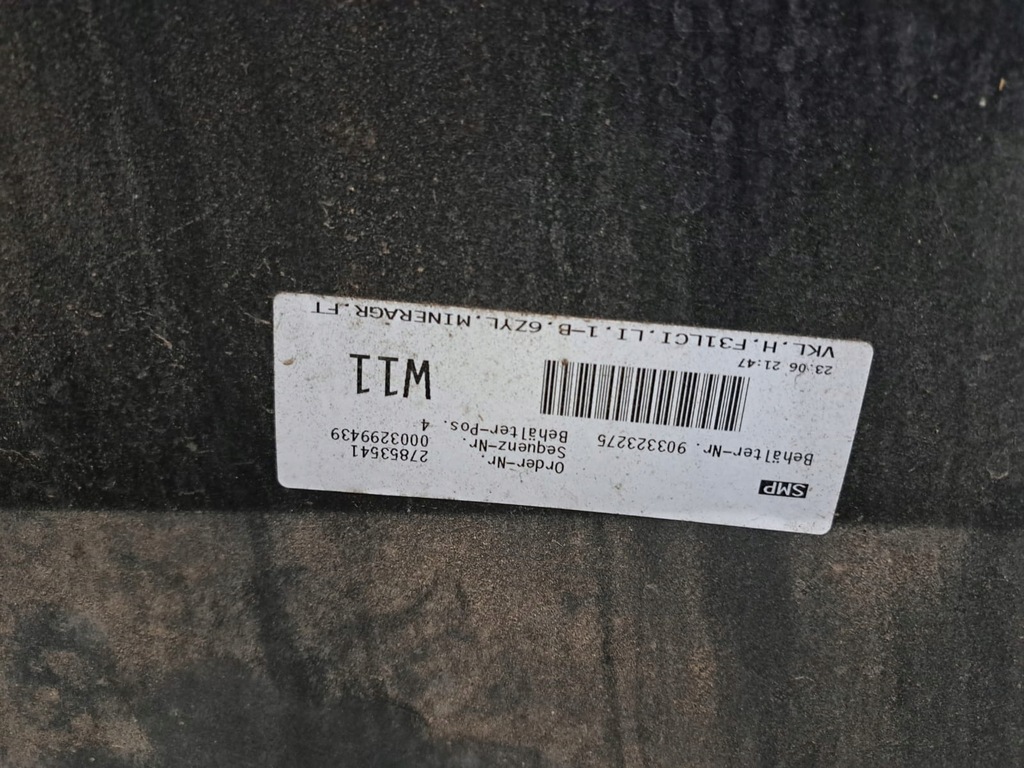 SMP
Order-Nr. 27853541
Behälter-Nr. 903323275 Sequenz-Nr. 0003299439
Behälter-Pos. 4
W11
23.06 21:47
VKL.H.F31LCI.LI.1-B.6ZYL.MINERAGR.FT